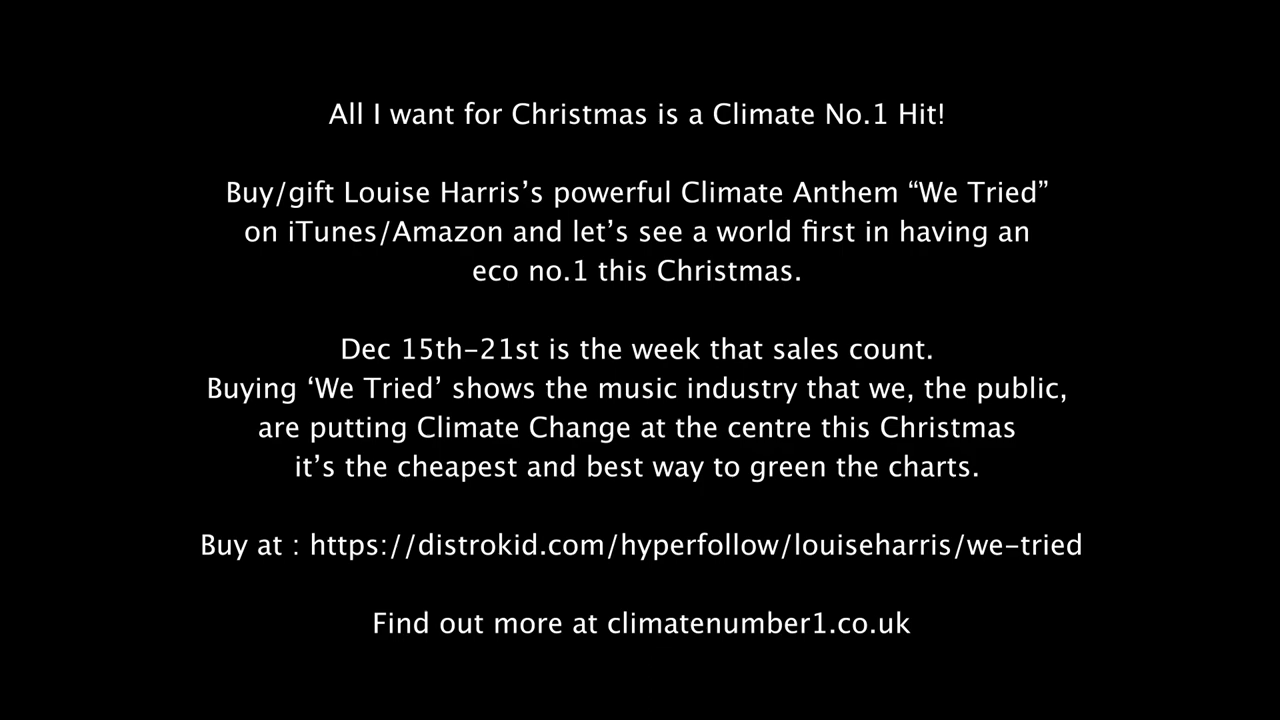 All I want for Christmas is a Climate No.1 Hit!
Buy/gift Louise Harris’s powerful Climate Anthem “We Tried”
on iTunes/Amazon and let’s see a world first in having an
eco no.1 this Christmas.
Dec 15th-21st is the week that sales count.
Buying ‘We Tried’ shows the music industry that we, the public,
are putting Climate Change at the centre this Christmas
it’s the cheapest and best way to green the charts.
Buy at : https://distrokid.com/hyperfollow/louiseharris/we-tried
Find out more at climatenumber1.co.uk